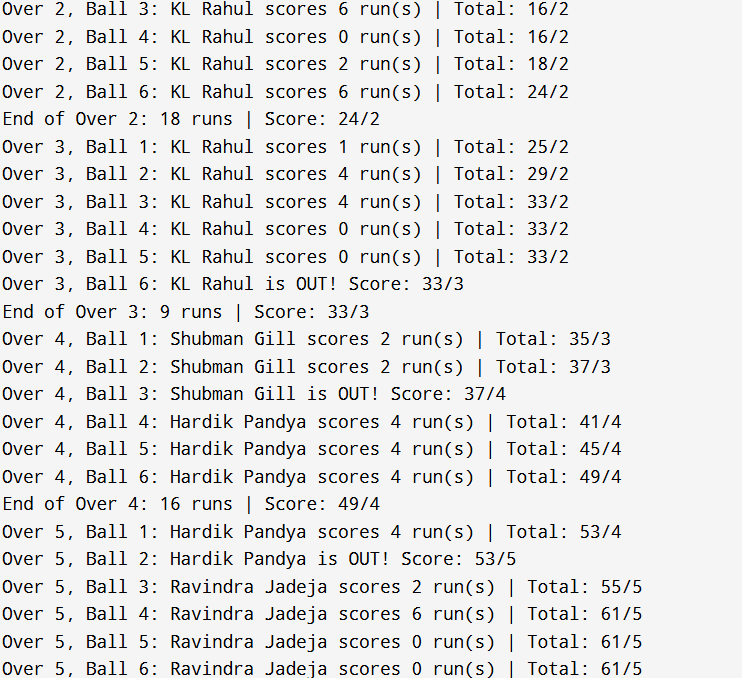 Over 2, Ball 3: KL Rahul scores 6 run(s) | Total: 16/2
Over 2, Ball 4: KL Rahul scores 0 run(s) | Total: 16/2
Over 2, Ball 5: KL Rahul scores 2 run(s) | Total: 18/2
Over 2, Ball 6: KL Rahul scores 6 run(s) | Total: 24/2
End of Over 2: 18 runs | Score: 24/2
Over 3, Ball 1: KL Rahul scores 1 run(s) | Total: 25/2
Over 3, Ball 2: KL Rahul scores 4 run(s) | Total: 29/2
Over 3, Ball 3: KL Rahul scores 4 run(s) | Total: 33/2
Over 3, Ball 4: KL Rahul scores 0 run(s) | Total: 33/2
Over 3, Ball 5: KL Rahul scores 0 run(s) | Total: 33/2
Over 3, Ball 6: KL Rahul is OUT! Score: 33/3
End of Over 3: 9 runs | Score: 33/3
Over 4, Ball 1: Shubman Gill scores 2 run(s) | Total: 35/3
Over 4, Ball 2: Shubman Gill scores 2 run(s) | Total: 37/3
Over 4, Ball 3: Shubman Gill is OUT! Score: 37/4
Over 4, Ball 4: Hardik Pandya scores 4 run(s) | Total: 41/4
Over 4, Ball 5: Hardik Pandya scores 4 run(s) | Total: 45/4
Over 4, Ball 6: Hardik Pandya scores 4 run(s) | Total: 49/4
End of Over 4: 16 runs | Score: 49/4
Over 5, Ball 1: Hardik Pandya scores 4 run(s) | Total: 53/4
Over 5, Ball 2: Hardik Pandya is OUT! Score: 53/5
Over 5, Ball 3: Ravindra Jadeja scores 2 run(s) | Total: 55/5
Over 5, Ball 4: Ravindra Jadeja scores 6 run(s) | Total: 61/5
Over 5, Ball 5: Ravindra Jadeja scores 0 run(s) | Total: 61/5
Over 5, Ball 6: Ravindra Jadeja scores 0 run(s) | Total: 61/5